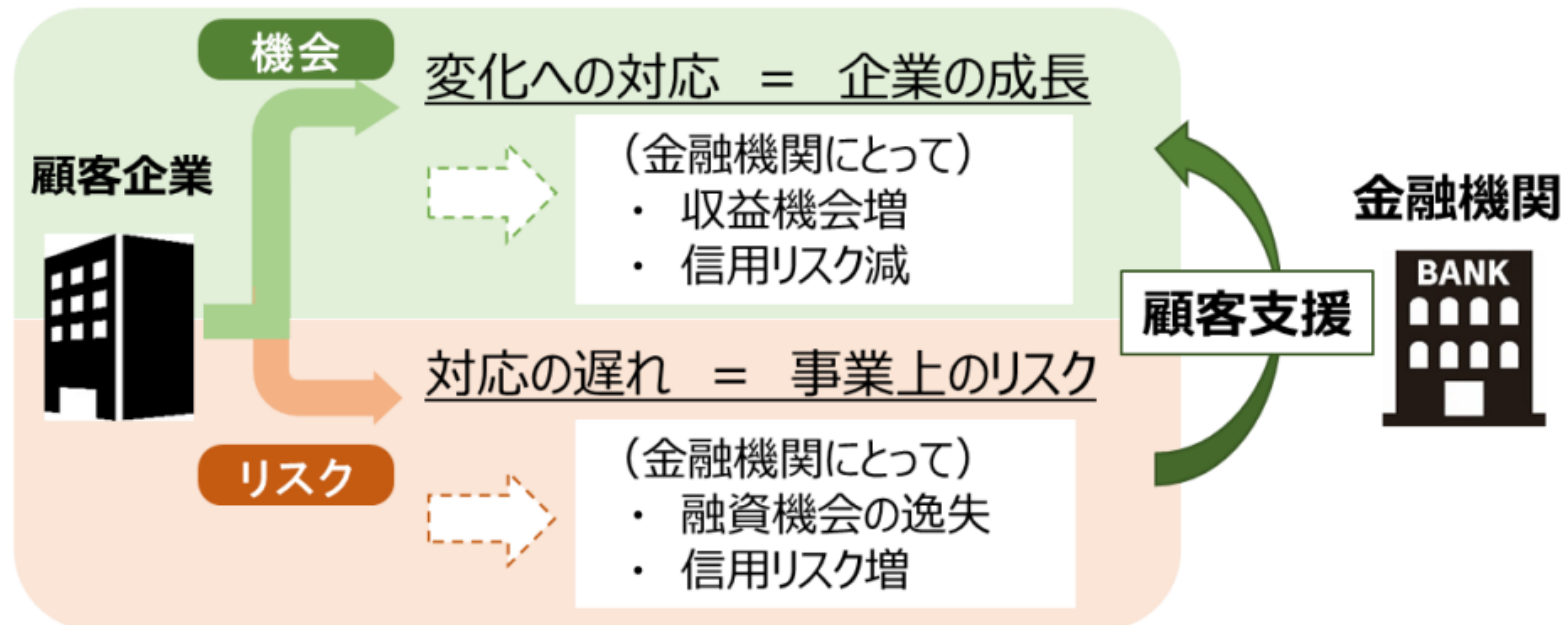 機会
変化への対応 = 企業の成長
顧客企業
（金融機関にとって）
・ 収益機会増
・ 信用リスク減
金融機関
BANK
顧客支援
対応の遅れ = 事業上のリスク
リスク
（金融機関にとって）
・ 融資機会の逸失
・ 信用リスク増